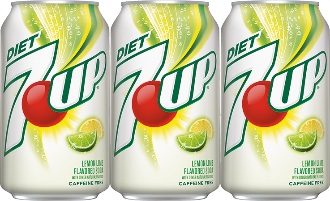 DIET
7UP
LEMON LIME
FLAVORED SODA
CAFFEINE FREE
DIET
7UP
LEMON LIME
FLAVORED SODA
CAFFEINE FREE
DIET
7UP
LEMON LIME
FLAVORED SODA
CAFFEINE FREE